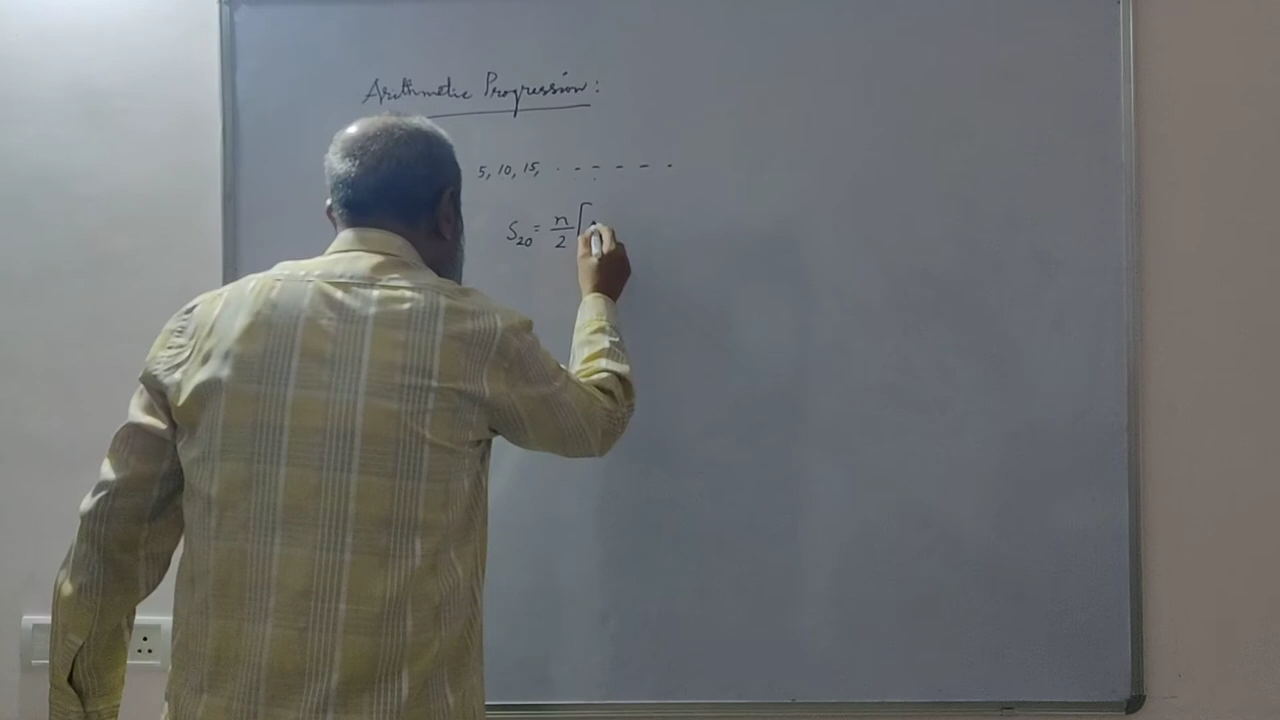 Arithmetic Progression:
5, 10, 15, . - - - - -
S20 = n/2 [